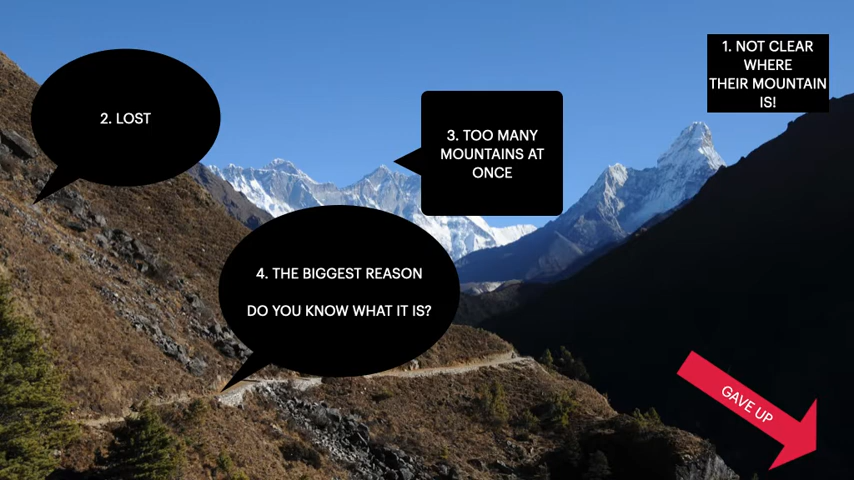 1. NOT CLEAR
WHERE
THEIR MOUNTAIN
IS!
2. LOST
3. TOO MANY
MOUNTAINS AT
ONCE
4. THE BIGGEST REASON
DO YOU KNOW WHAT IT IS?
GAVE UP